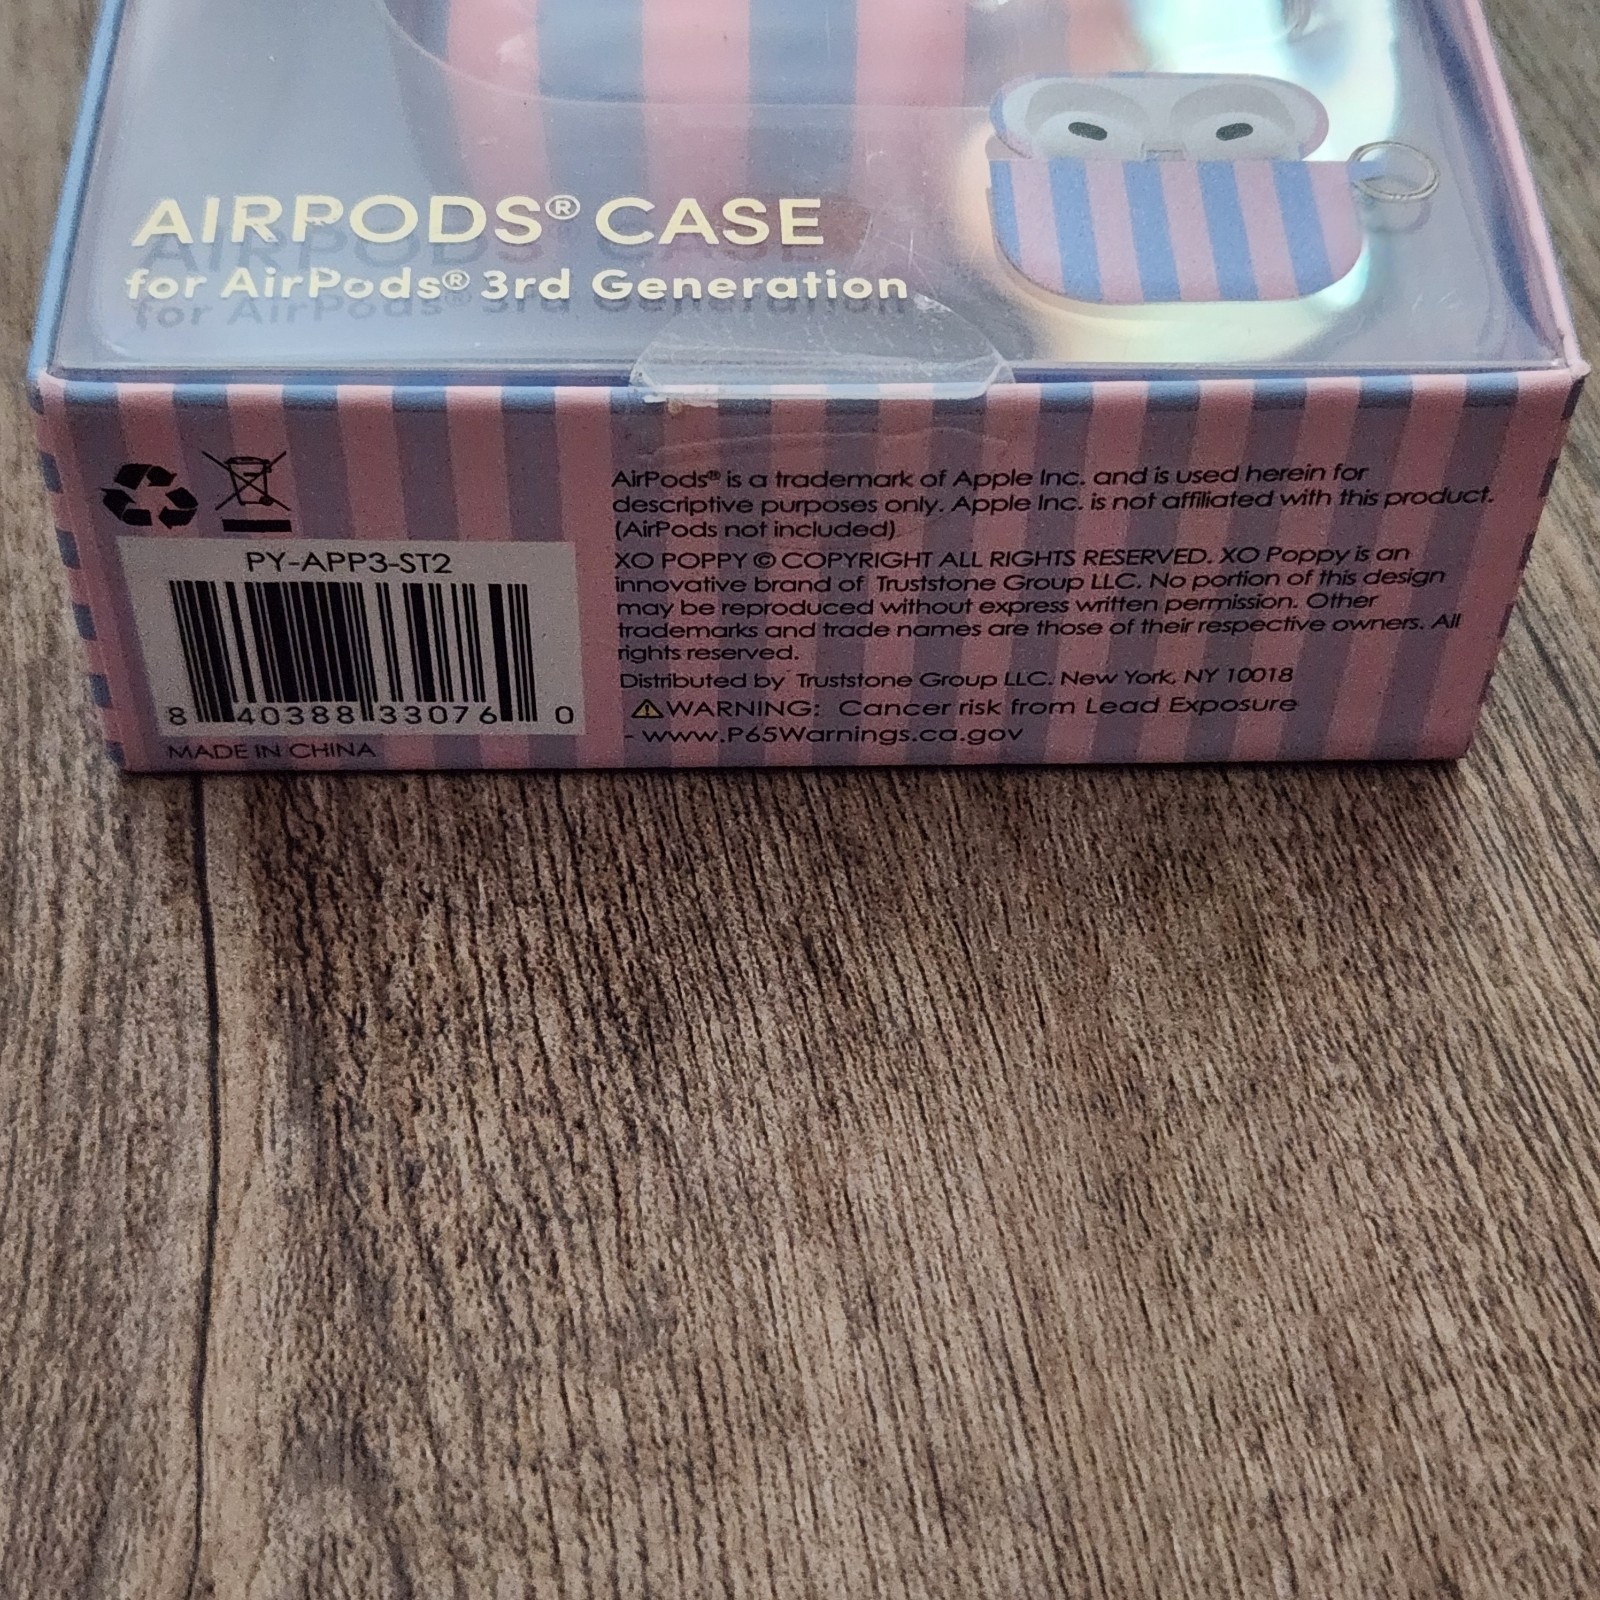 AIRPODS® CASE
for AirPods® 3rd Generation
PY-APP3-ST2
8 40388 33076 0
MADE IN CHINA
AirPods® is a trademark of Apple Inc. and is used herein for
descriptive purposes only. Apple Inc. is not affiliated with this product.
(AirPods not included)
XO POPPY © COPYRIGHT ALL RIGHTS RESERVED. XO Poppy is an
innovative brand of Truststone Group LLC. No portion of this design
may be reproduced without express written permission. Other
trademarks and trade names are those of their respective owners. All
rights reserved.
Distributed by Truststone Group LLC. New York, NY 10018
⚠WARNING: Cancer risk from Lead Exposure
- www.P65Warnings.ca.gov